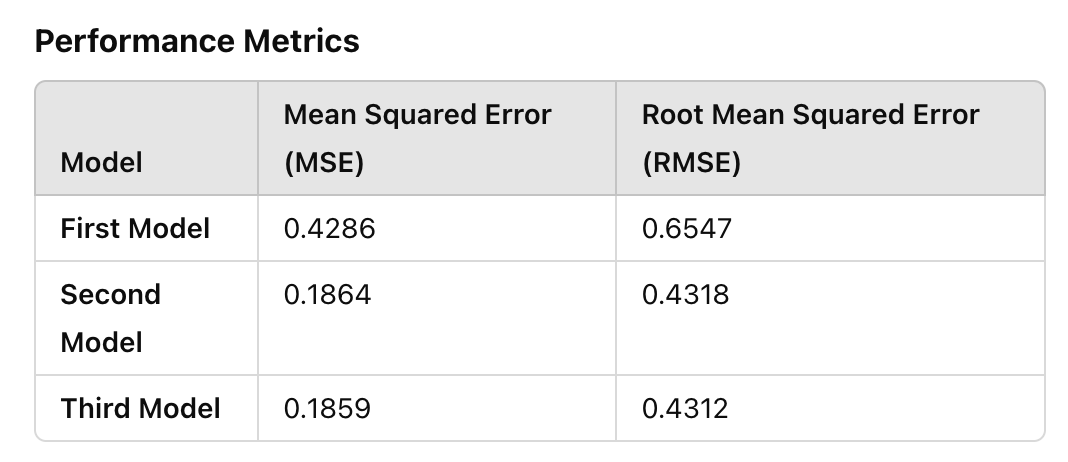 Performance Metrics
Mean Squared Error
Root Mean Squared Error
Model
(MSE)
(RMSE)
First Model
0.4286
0.6547
Second
0.1864
0.4318
Model
Third Model
0.1859
0.4312